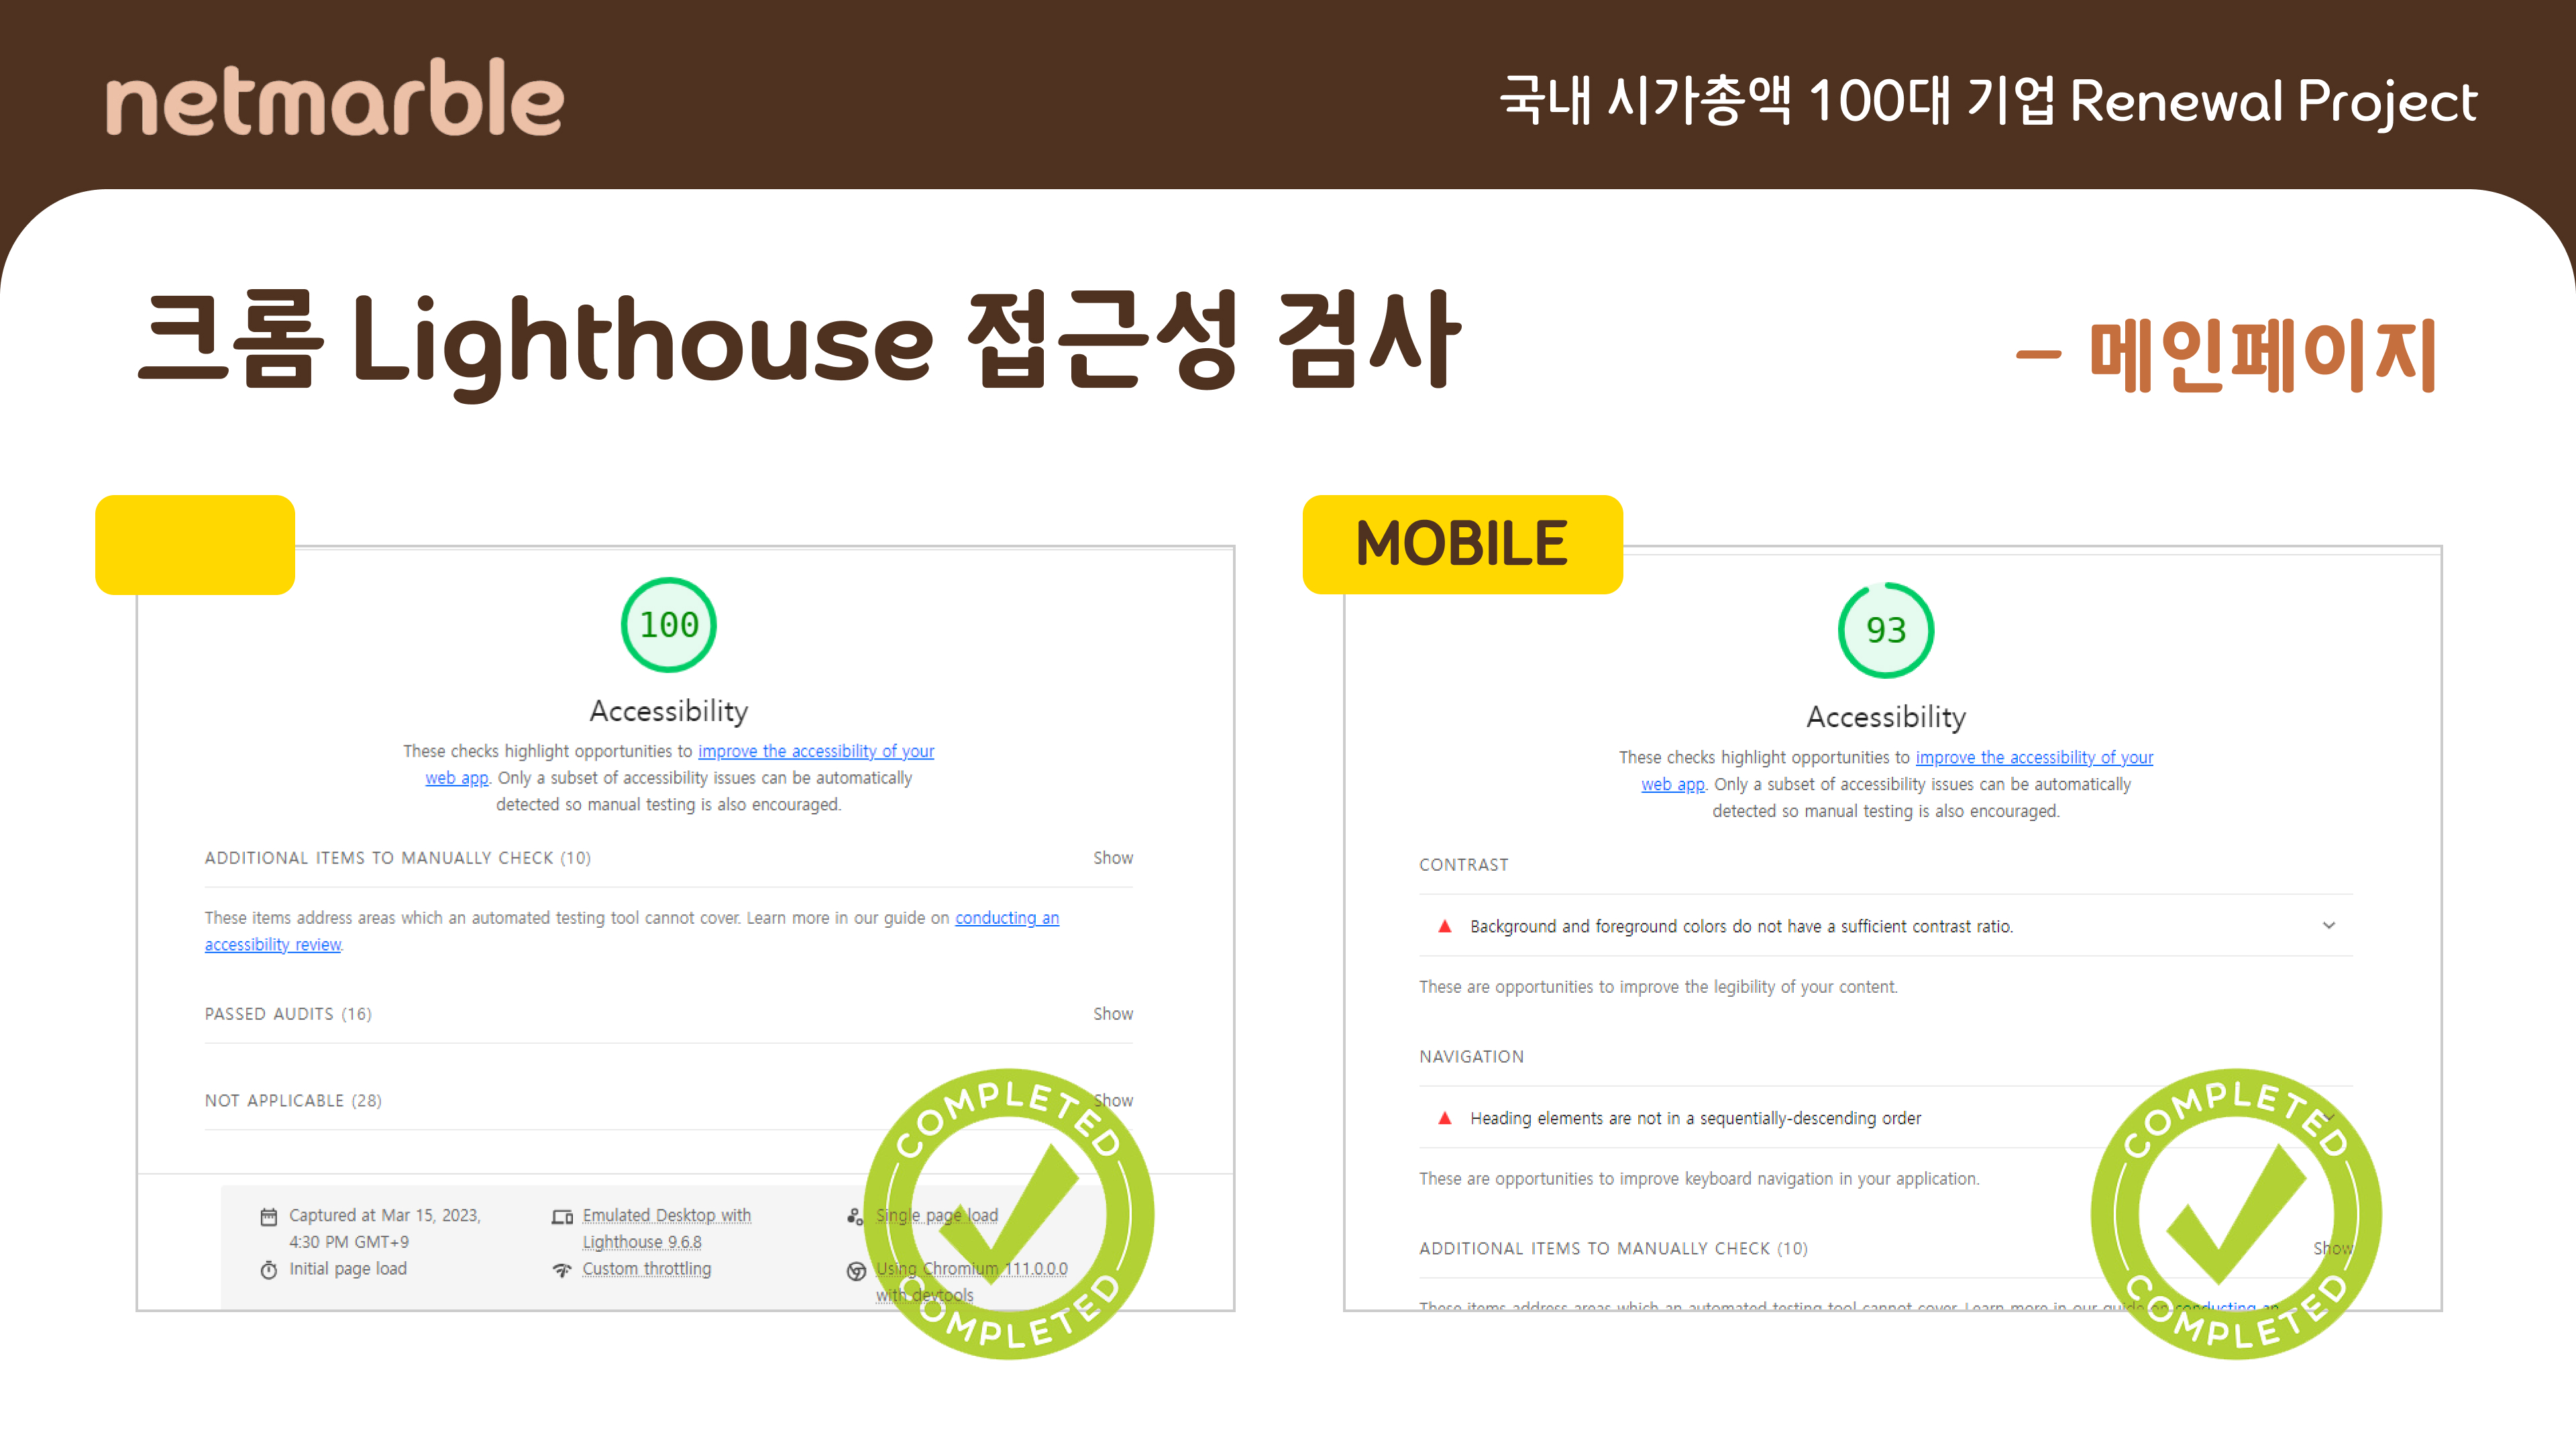 netmarble
국내 시가총액 100대 기업 Renewal Project
크롬 Lighthouse 접근성 검사
– 메인페이지
100
Accessibility
These checks highlight opportunities to improve the accessibility of your
web app. Only a subset of accessibility issues can be automatically
detected so manual testing is also encouraged.
ADDITIONAL ITEMS TO MANUALLY CHECK (10) Show
These items address areas which an automated testing tool cannot cover. Learn more in our guide on conducting an
accessibility review.
PASSED AUDITS (16) Show
NOT APPLICABLE (28) Show
Captured at Mar 15, 2023,
4:30 PM GMT+9
Initial page load
Emulated Desktop with
Lighthouse 9.6.8
Custom throttling
Single page load
Using Chromium 111.0.0.0
with devtools
COMPLETED
COMPLETED
MOBILE
93
Accessibility
These checks highlight opportunities to improve the accessibility of your
web app. Only a subset of accessibility issues can be automatically
detected so manual testing is also encouraged.
CONTRAST
Background and foreground colors do not have a sufficient contrast ratio.
These are opportunities to improve the legibility of your content.
NAVIGATION
Heading elements are not in a sequentially-descending order
These are opportunities to improve keyboard navigation in your application.
ADDITIONAL ITEMS TO MANUALLY CHECK (10) Show
These items address areas which an automated testing tool cannot cover. Learn more in our guide on conducting an
COMPLETED
COMPLETED